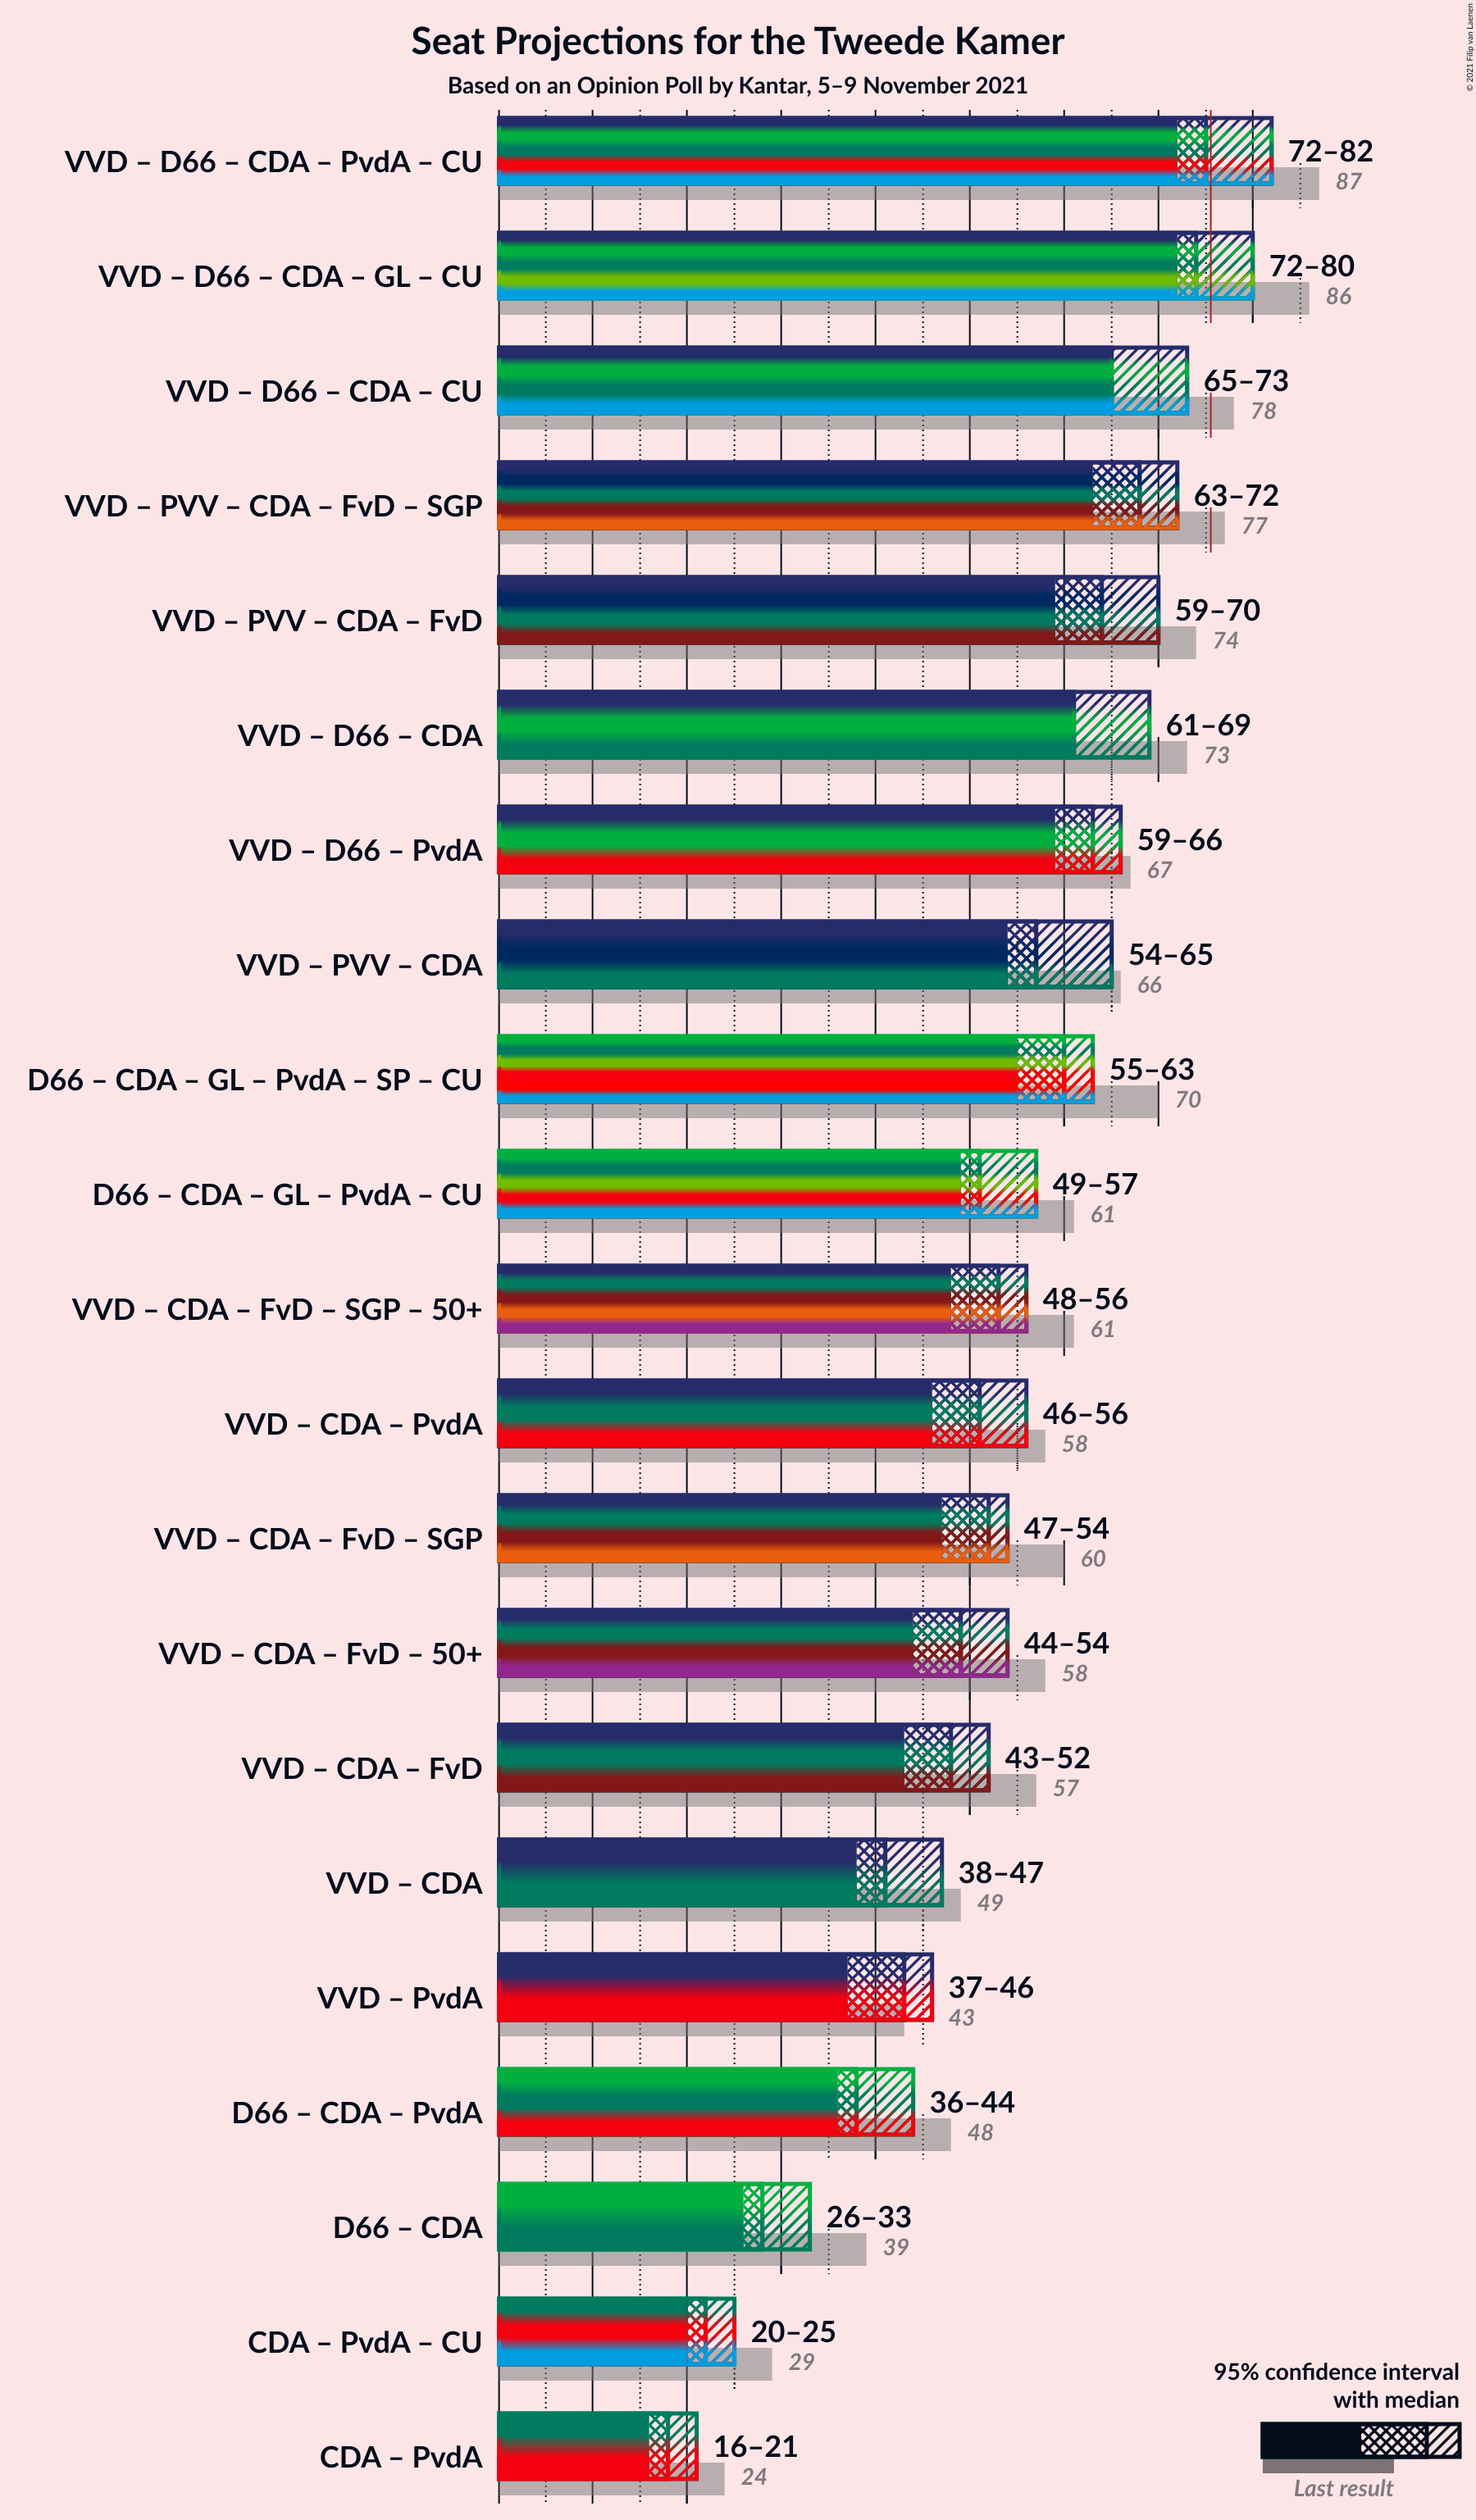 Seat Projections for the Tweede Kamer
Based on an Opinion Poll by Kantar, 5–9 November 2021
© 2021 Filip van Laenen
VVD – D66 – CDA – PvdA – CU
72–82
87
VVD – D66 – CDA – GL – CU
72–80
86
VVD – D66 – CDA – CU
65–73
78
VVD – PVV – CDA – FvD – SGP
63–72
77
VVD – PVV – CDA – FvD
59–70
74
VVD – D66 – CDA
61–69
73
VVD – D66 – PvdA
59–66
67
VVD – PVV – CDA
54–65
66
D66 – CDA – GL – PvdA – SP – CU
55–63
70
D66 – CDA – GL – PvdA – CU
49–57
61
VVD – CDA – FvD – SGP – 50+
48–56
61
VVD – CDA – PvdA
46–56
58
VVD – CDA – FvD – SGP
47–54
60
VVD – CDA – FvD – 50+
44–54
58
VVD – CDA – FvD
43–52
57
VVD – CDA
38–47
49
VVD – PvdA
37–46
43
D66 – CDA – PvdA
36–44
48
D66 – CDA
26–33
39
CDA – PvdA – CU
20–25
29
CDA – PvdA
16–21
24
95% confidence interval
with median
Last result